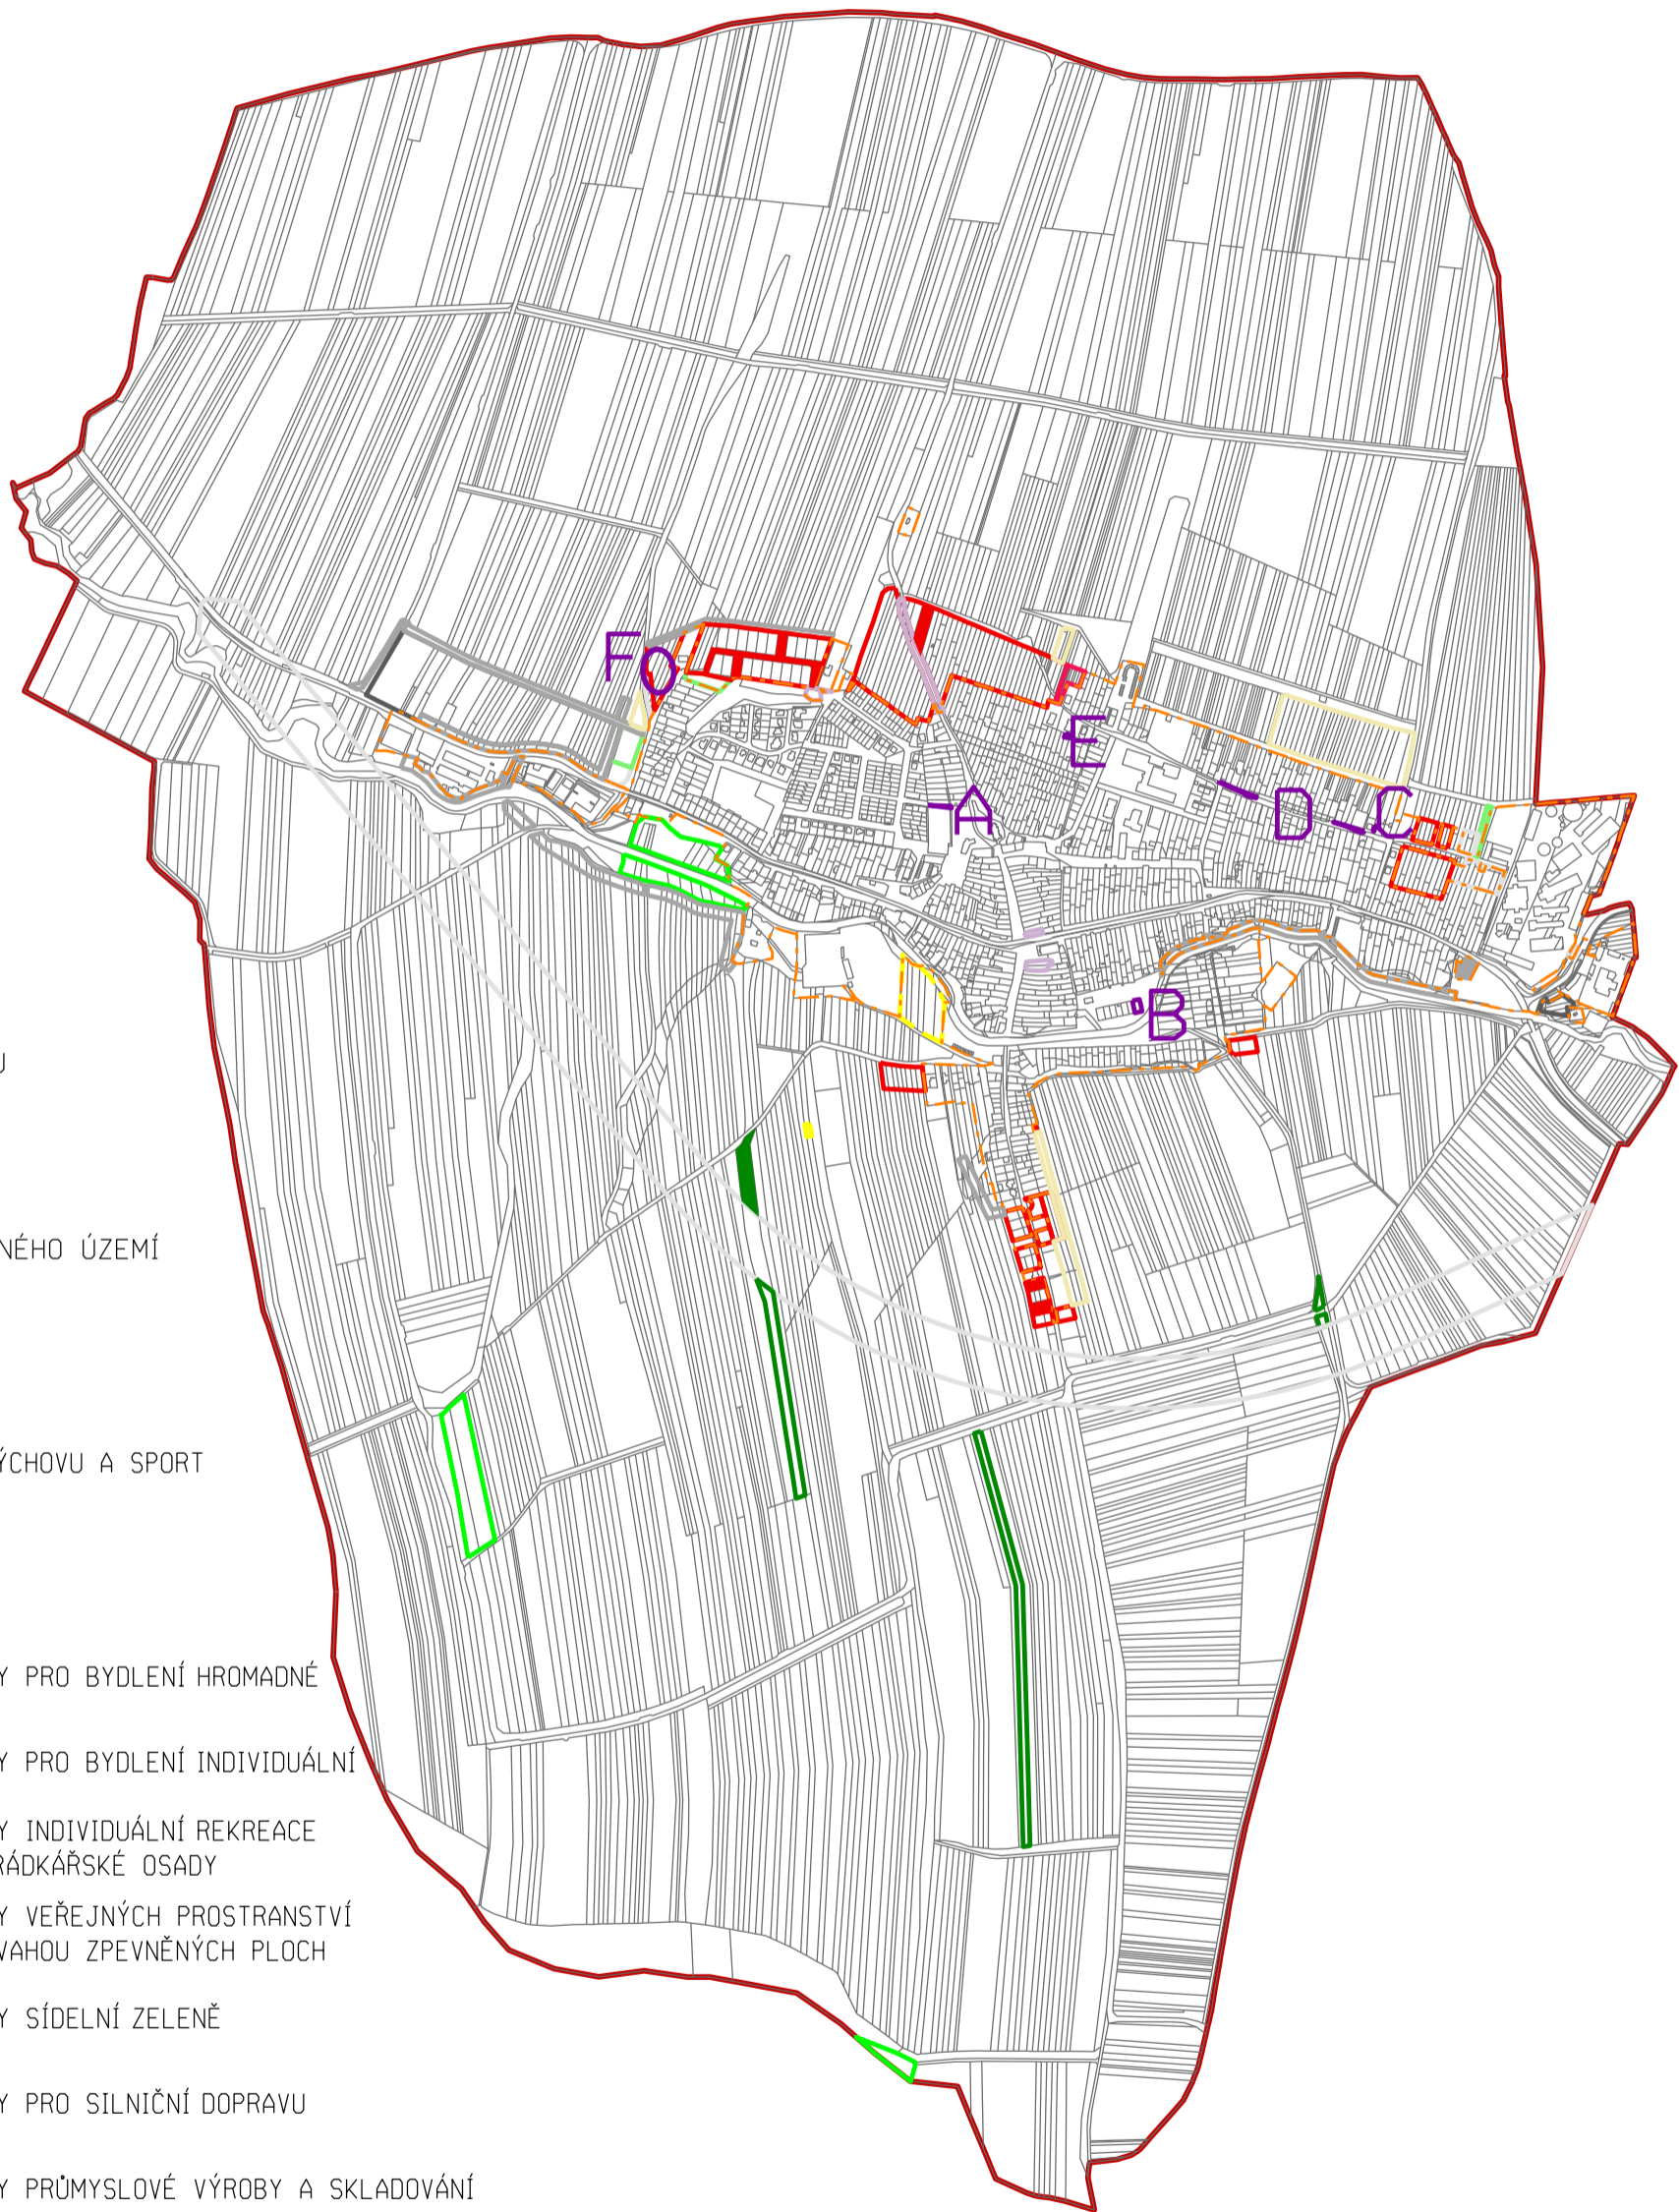 F
E
A
D
C
B
U
NÉHO ÚZEMÍ
ÝCHOVU A SPORT
Y PRO BYDLENÍ HROMADNÉ
Y PRO BYDLENÍ INDIVIDUÁLNÍ
Y INDIVIDUÁLNÍ REKREACE
RÁDKÁŘSKÉ OSADY
Y VEŘEJNÝCH PROSTRANSTVÍ
VAHOU ZPEVNĚNÝCH PLOCH
Y SÍDELNÍ ZELENĚ
Y PRO SILNIČNÍ DOPRAVU
Y PRŮMYSLOVÉ VÝROBY A SKLADOVÁNÍ